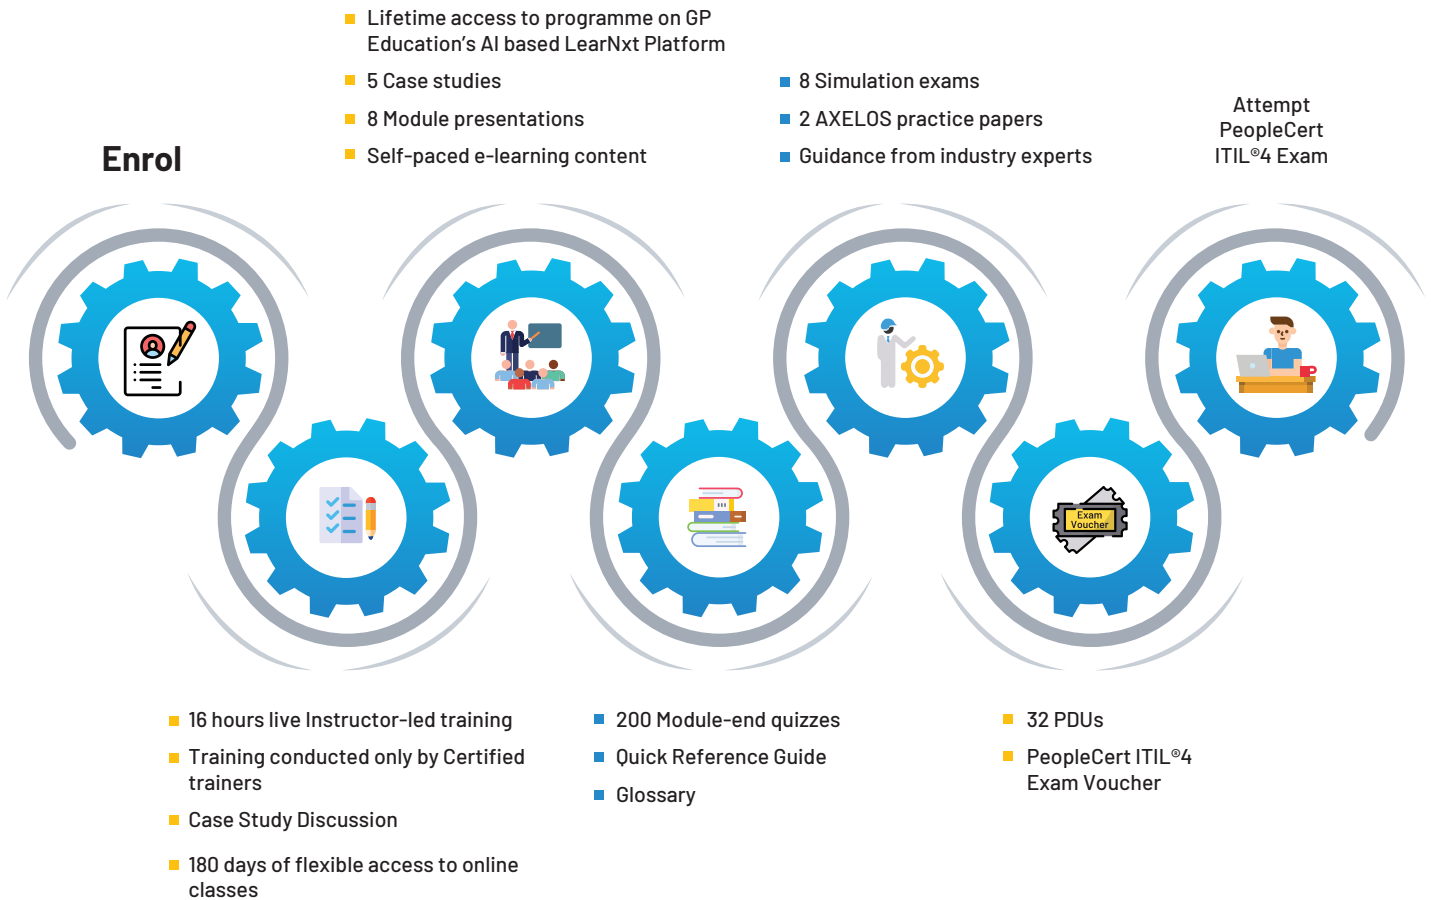 Enrol
Lifetime access to programme on GP
Education's AI based LearNxt Platform
5 Case studies
8 Module presentations
Self-paced e-learning content
8 Simulation exams
2 AXELOS practice papers
Guidance from industry experts
Attempt
PeopleCert
ITIL®4 Exam
Exam
Voucher
16 hours live Instructor-led training
Training conducted only by Certified
trainers
Case Study Discussion
180 days of flexible access to online
classes
200 Module-end quizzes
Quick Reference Guide
Glossary
32 PDUs
PeopleCert ITIL®4
Exam Voucher